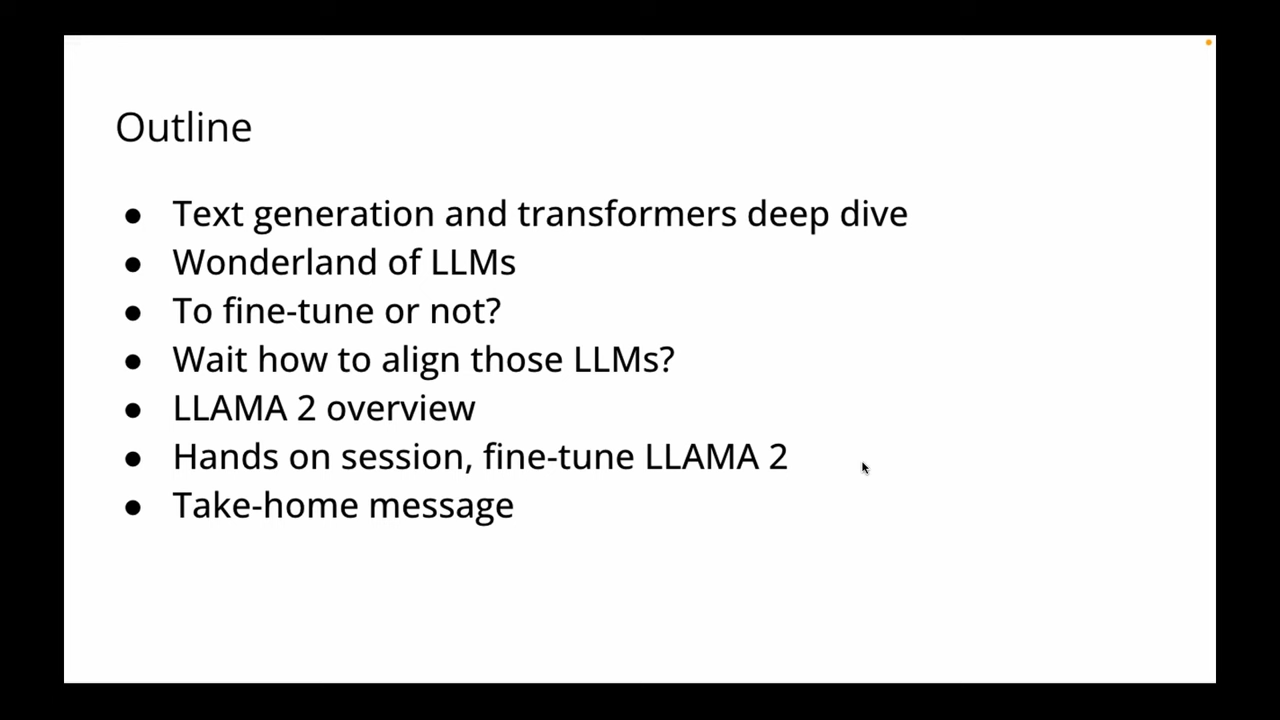 Outline
● Text generation and transformers deep dive
● Wonderland of LLMs
● To fine-tune or not?
● Wait how to align those LLMs?
● LLAMA 2 overview
● Hands on session, fine-tune LLAMA 2
● Take-home message